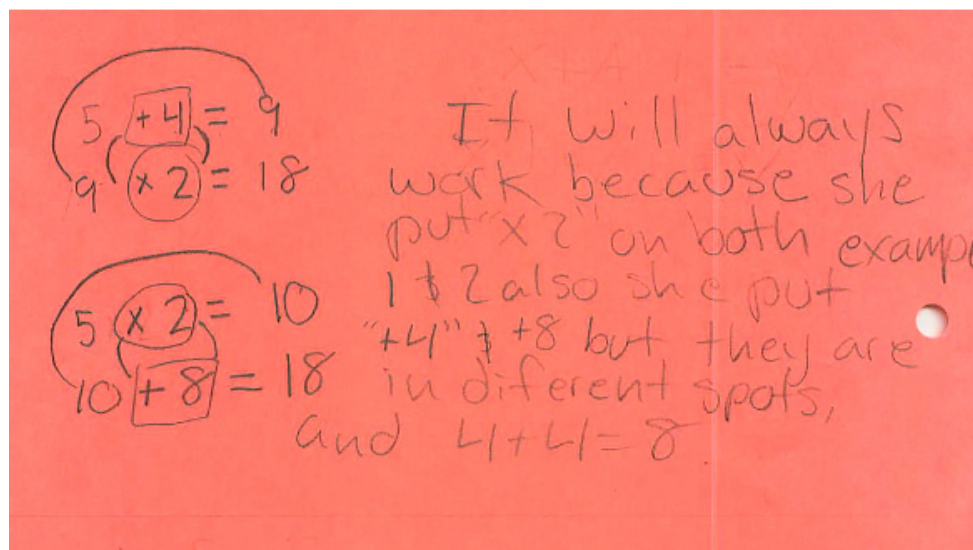 5 +4 = 9
9 x 2 = 18
5 x 2 = 10
10 + 8 = 18
It will always
work because she
put "x 2" on both
1 & 2 also she put
"+4" & +8 but they are
in diferent spots,
and 4+4=8.